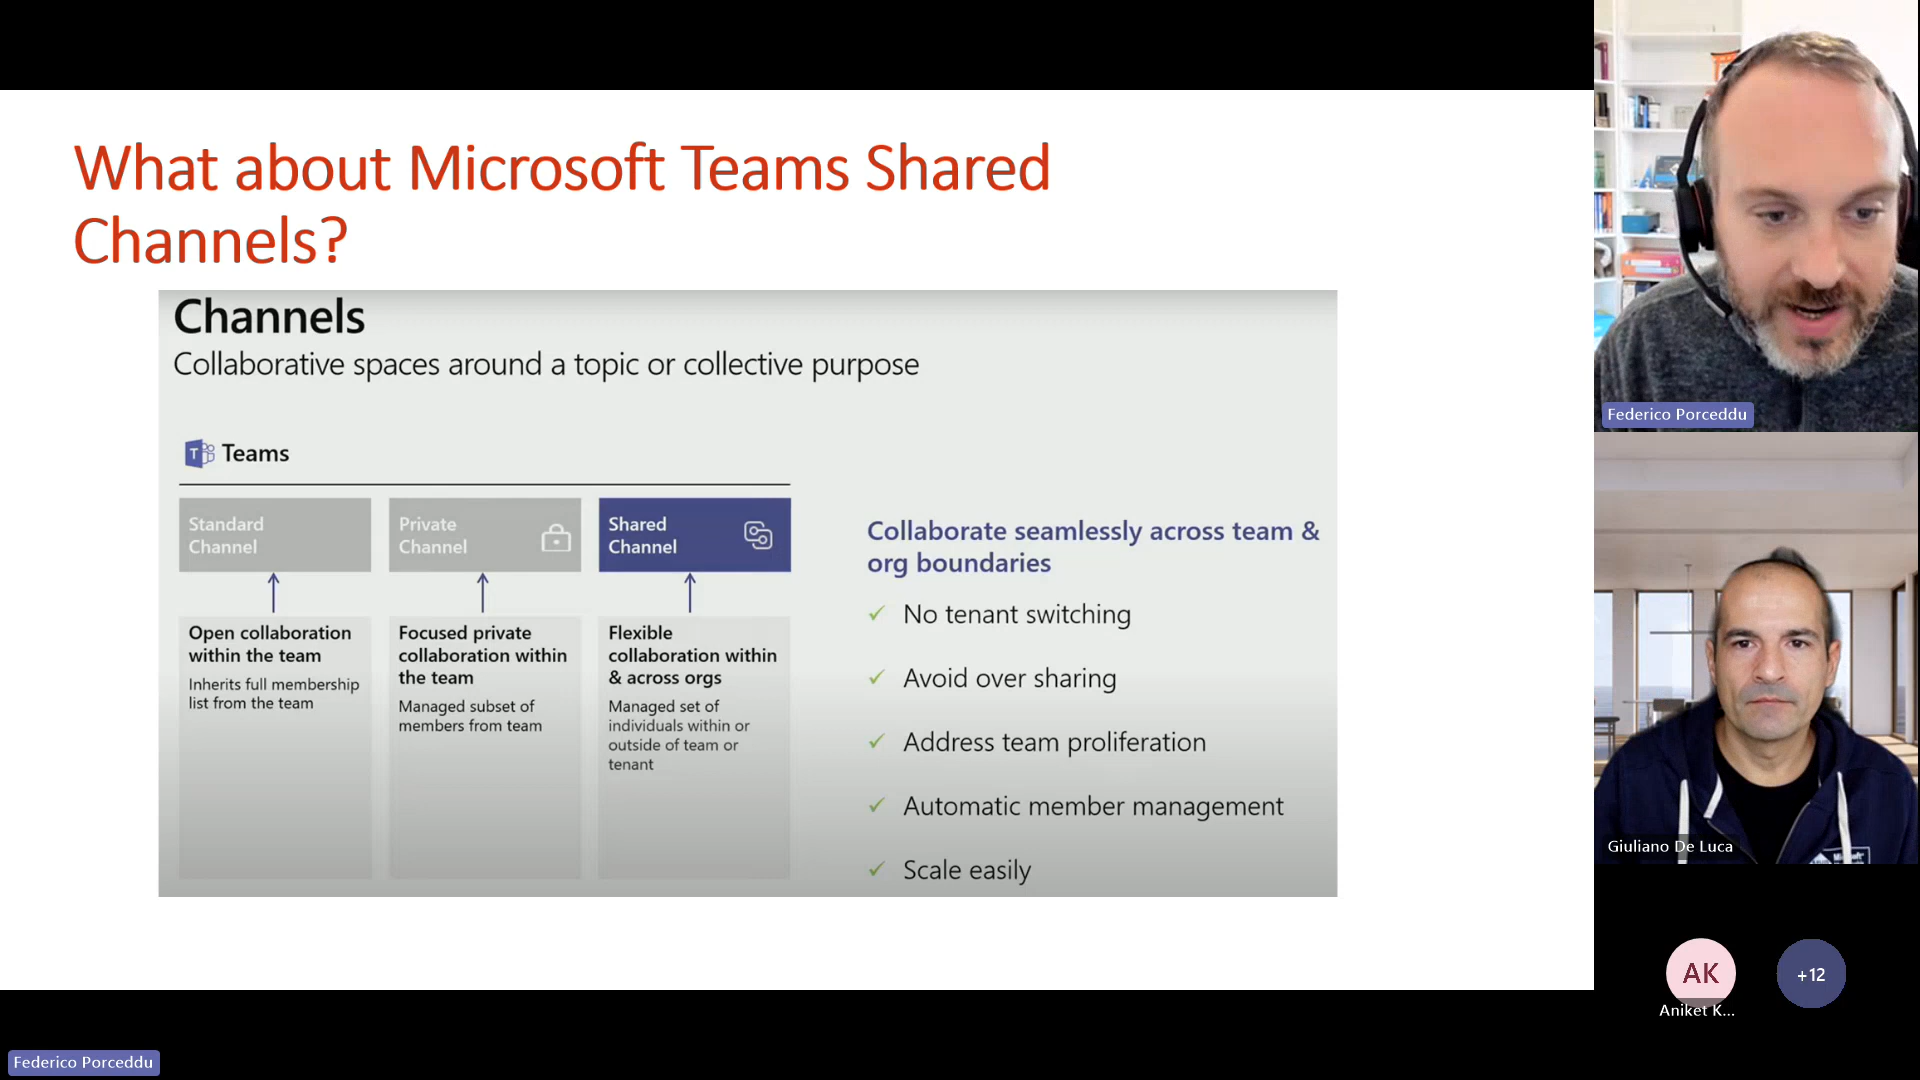 What about Microsoft Teams Shared
Channels?
Channels
Collaborative spaces around a topic or collective purpose
T
Teams
Standard
Channel
Private
Channel
Shared
Channel
Open collaboration
within the team
Inherits full membership
list from the team
Focused private
collaboration within
the team
Managed subset of
members from team
Flexible
collaboration within
& across orgs
Managed set of
individuals within or
outside of team or
tenant
Collaborate seamlessly across team &
org boundaries
No tenant switching
Avoid over sharing
Address team proliferation
Automatic member management
Scale easily
Federico Porceddu
Giuliano De Luca
AK
Aniket K...
+12
Federico Porceddu